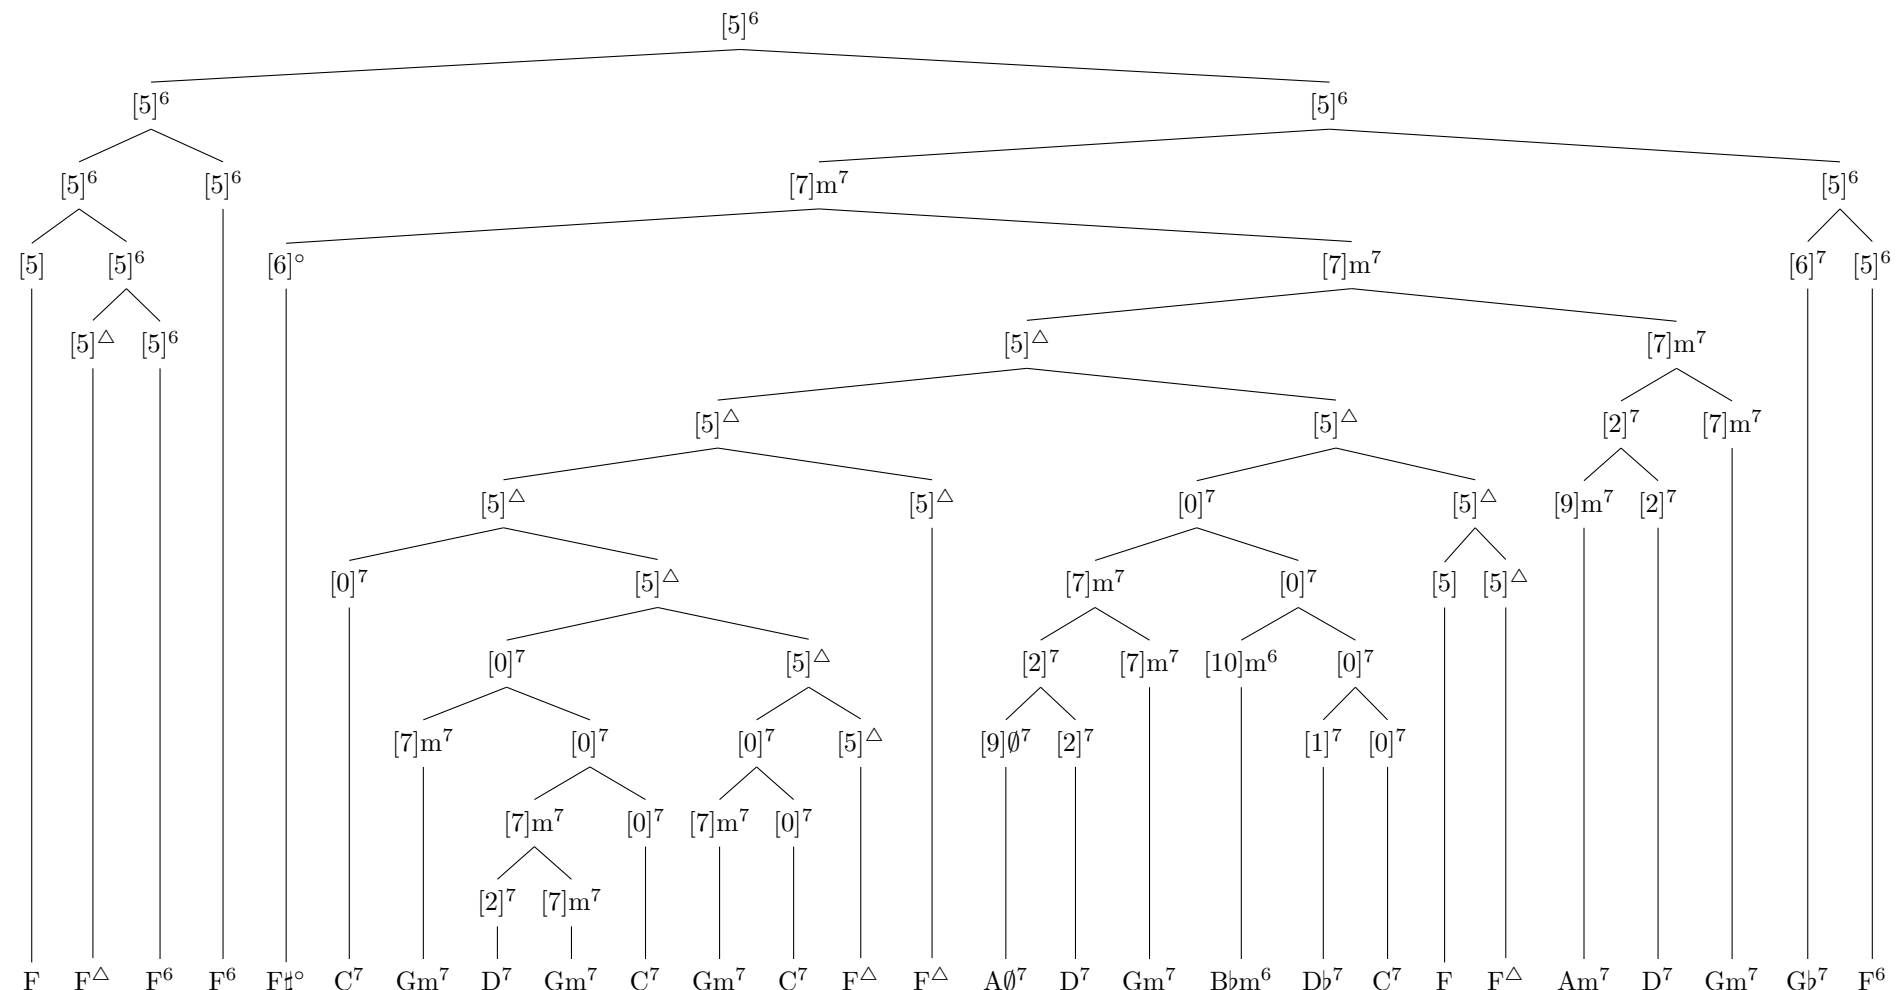 [5]⁶
[5]⁶ [5]⁶
[5]⁶ [5]⁶ [7]m⁷ [5]⁶
[5] [5]⁶ [6]° [7]m⁷ [6]⁷ [5]⁶
[5]△ [5]⁶ [5]△ [7]m⁷
[5]△ [5]△ [2]⁷ [7]m⁷
[5]△ [5]△ [0]⁷ [5]△ [9]m⁷ [2]⁷
[0]⁷ [5]△ [7]m⁷ [0]⁷ [5] [5]△
[0]⁷ [5]△ [2]⁷ [7]m⁷ [10]m⁶ [0]⁷
[7]m⁷ [0]⁷ [0]⁷ [5]△ [9]∅⁷ [2]⁷ [1]⁷ [0]⁷
[7]m⁷ [0]⁷ [7]m⁷ [0]⁷
[2]⁷ [7]m⁷
F F△ F⁶ F⁶ F♯° C⁷ Gm⁷ D⁷ Gm⁷ C⁷ Gm⁷ C⁷ F△ F△ A∅⁷ D⁷ Gm⁷ B♭m⁶ D♭⁷ C⁷ F F△ Am⁷ D⁷ Gm⁷ G♭⁷ F⁶